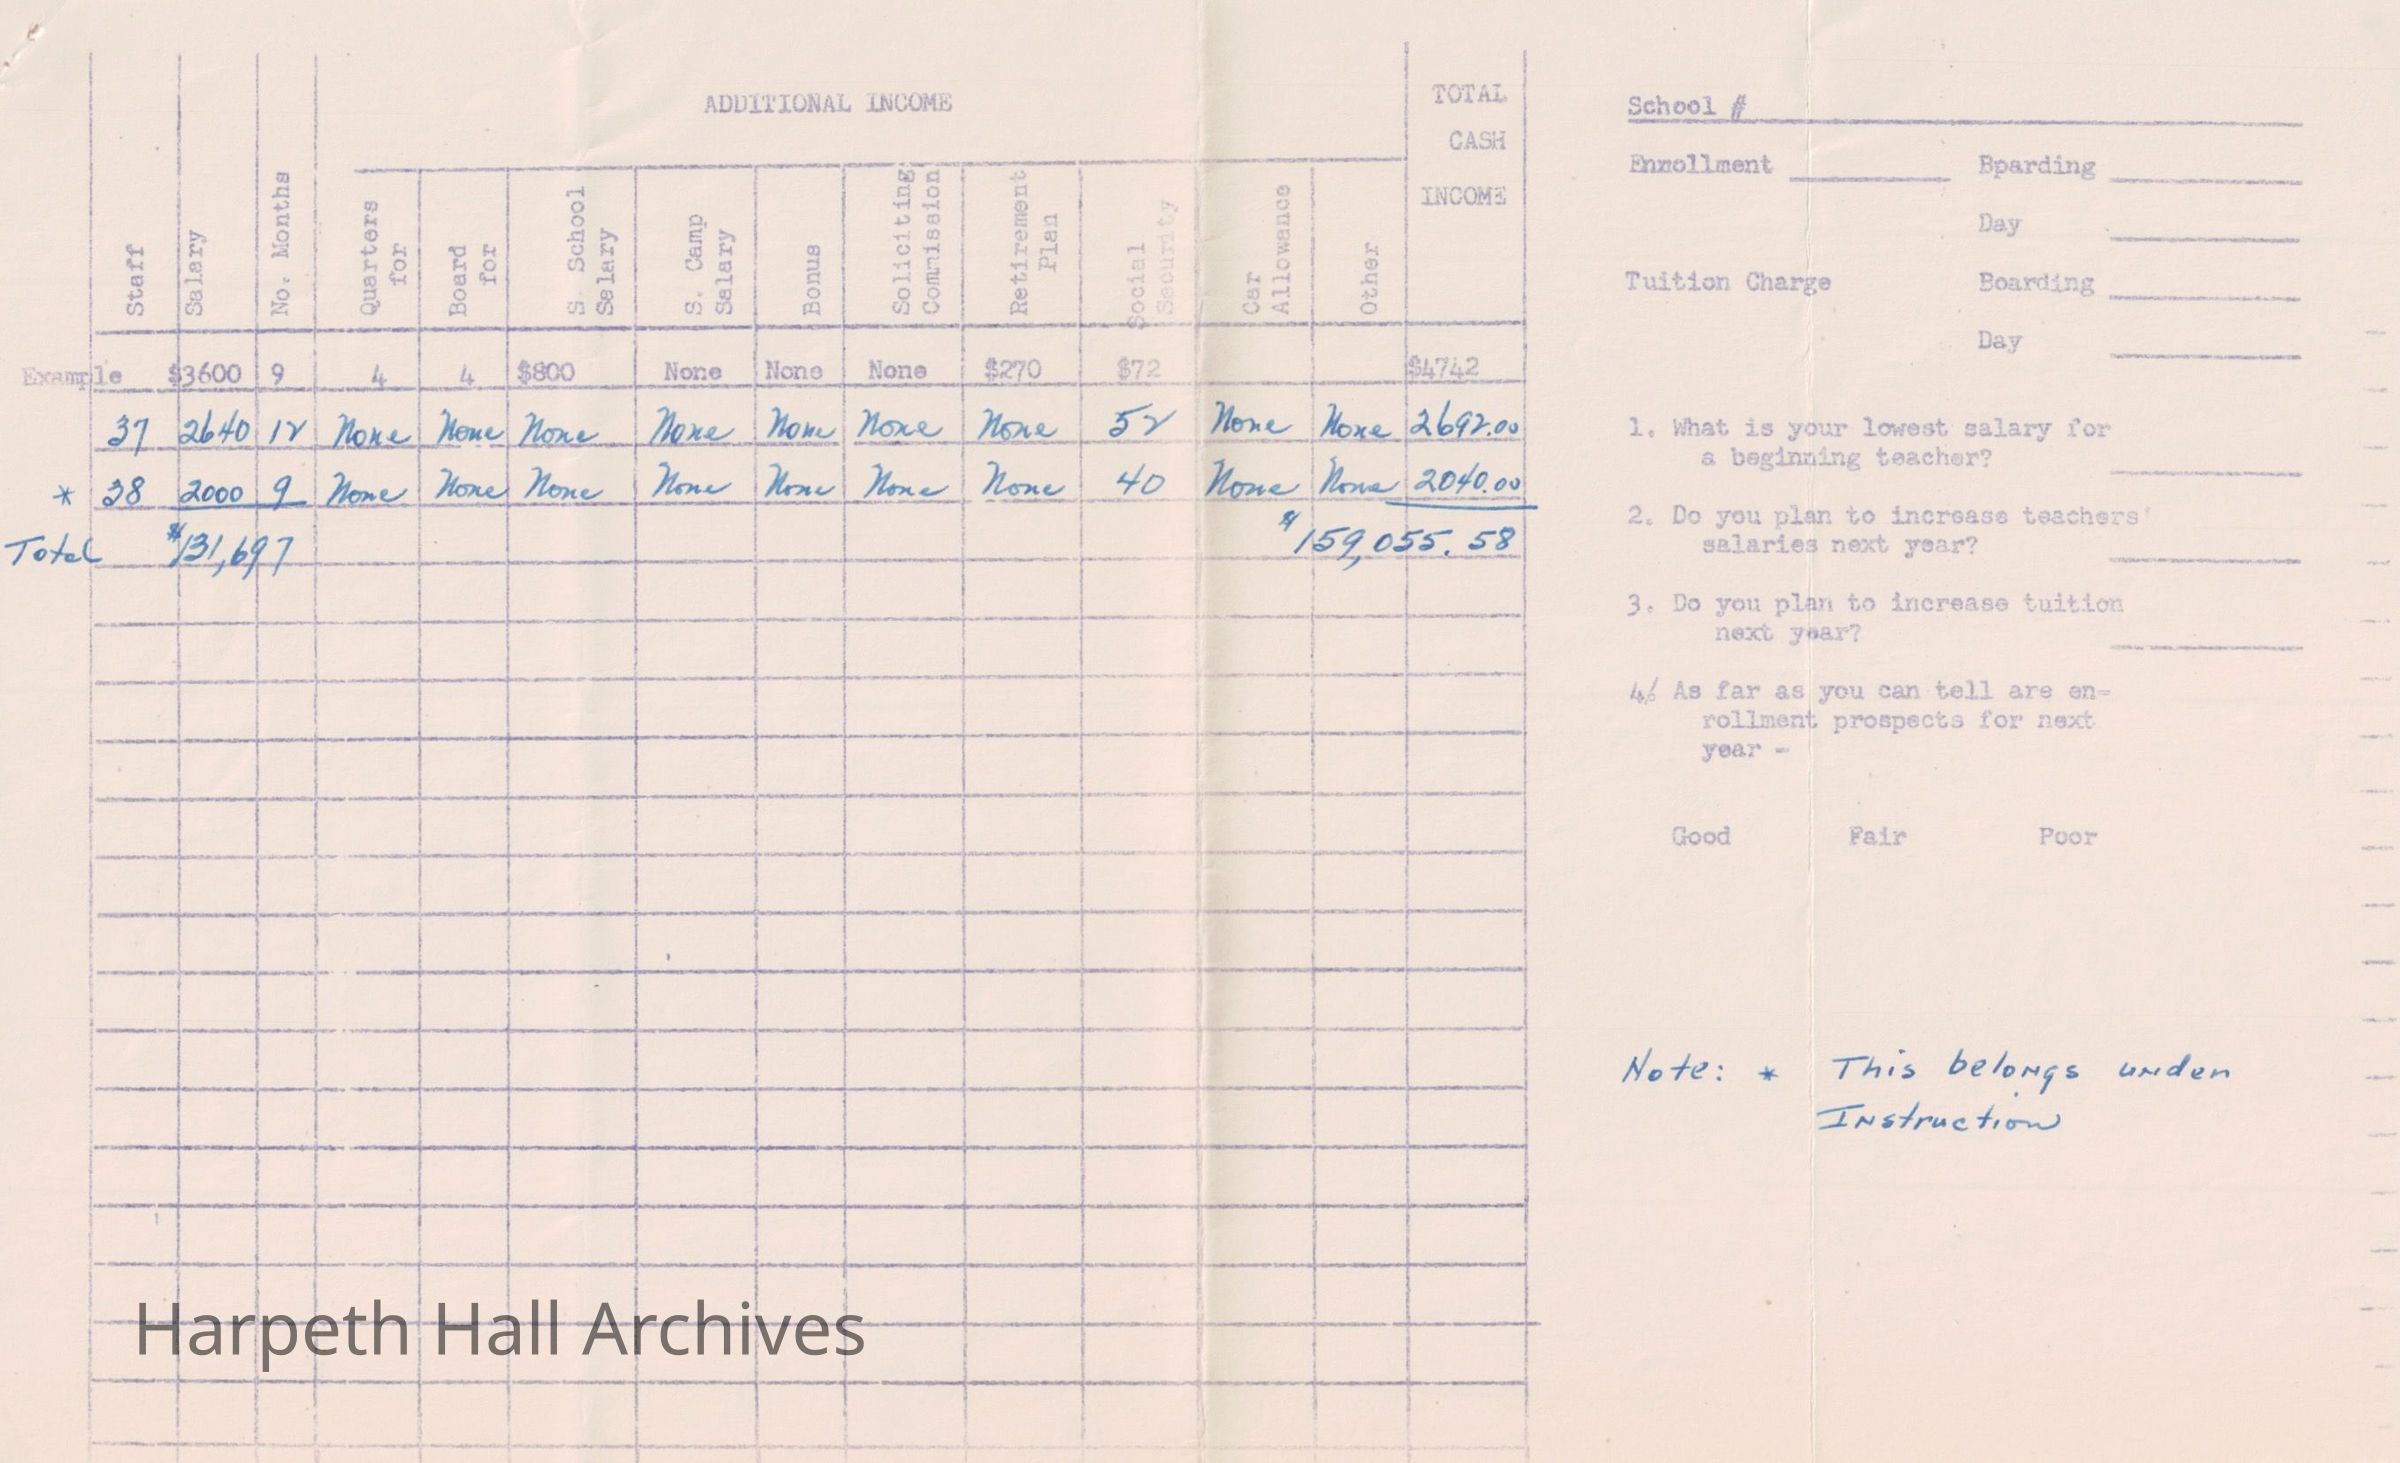 ADDITIONAL INCOME
TOTAL
CASH
INCOME
Staff
Salary
No. Months
Quarters
for
Board
for
S. School
Selary
S. Camp
Salary
Bonus
Soliciting
Commission
Retirement
Plan
Social
Security
Car
Allowance
Other
Example $3600 9 4 4 $800 None None None $270 $72 $4742
37 2640 12 None None None None None None None 52 None None 2692.00
* 38 2000 9 None None None None None None None 40 None None 2040.00
Total $131,697 $159,055.58
School #
Enrollment Bparding
Day
Tuition Charge Boarding
Day
1. What is your lowest salary for
a beginning teacher?
2. Do you plan to increase teachers'
salaries next year?
3. Do you plan to increase tuition
next year?
4. As far as you can tell are en-
rollment prospects for next
year -
Good Fair Poor
Note: * This belongs under
Instruction
Harpeth Hall Archives